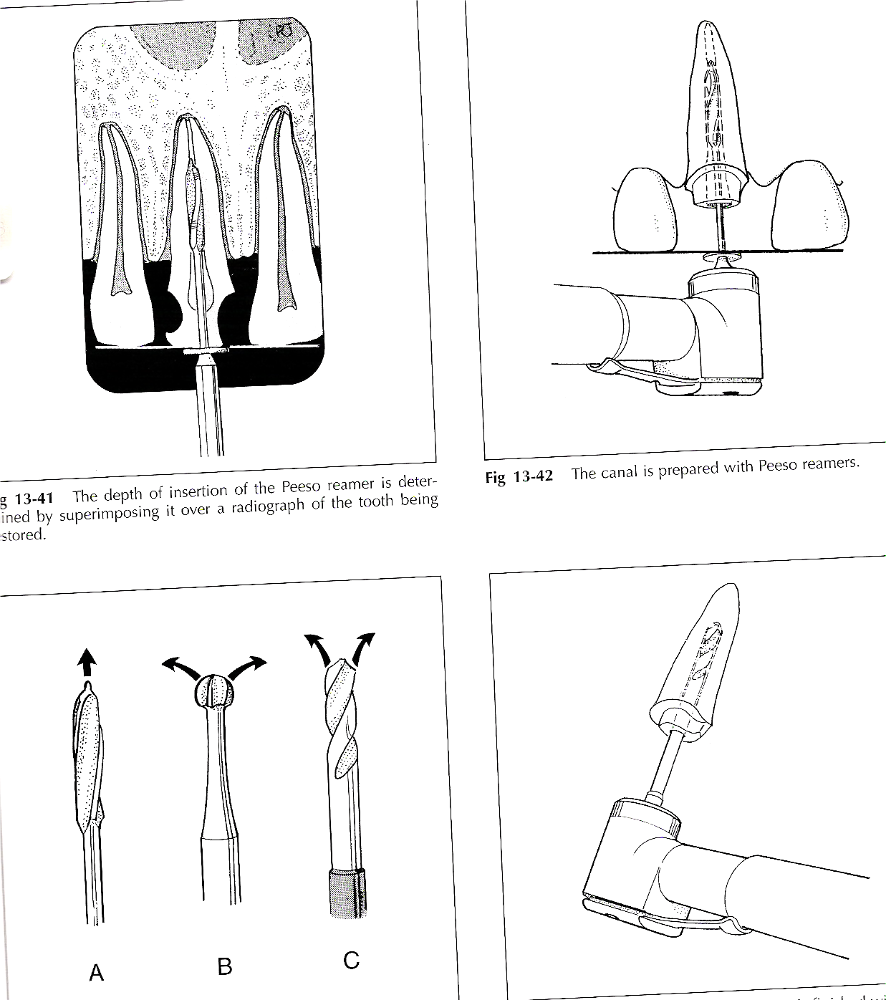 g 13-41 The depth of insertion of the Peeso reamer is deter-
ined by superimposing it over a radiograph of the tooth being
stored.
Fig 13-42 The canal is prepared with Peeso reamers.
A
B
C